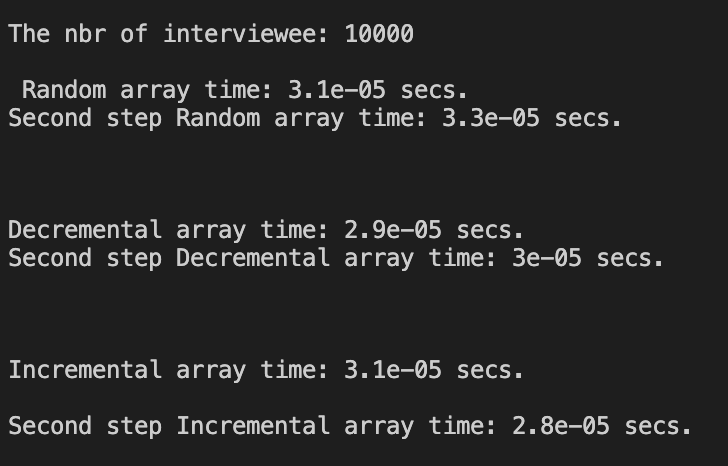 The nbr of interviewee: 10000
Random array time: 3.1e-05 secs.
Second step Random array time: 3.3e-05 secs.
Decremental array time: 2.9e-05 secs.
Second step Decremental array time: 3e-05 secs.
Incremental array time: 3.1e-05 secs.
Second step Incremental array time: 2.8e-05 secs.